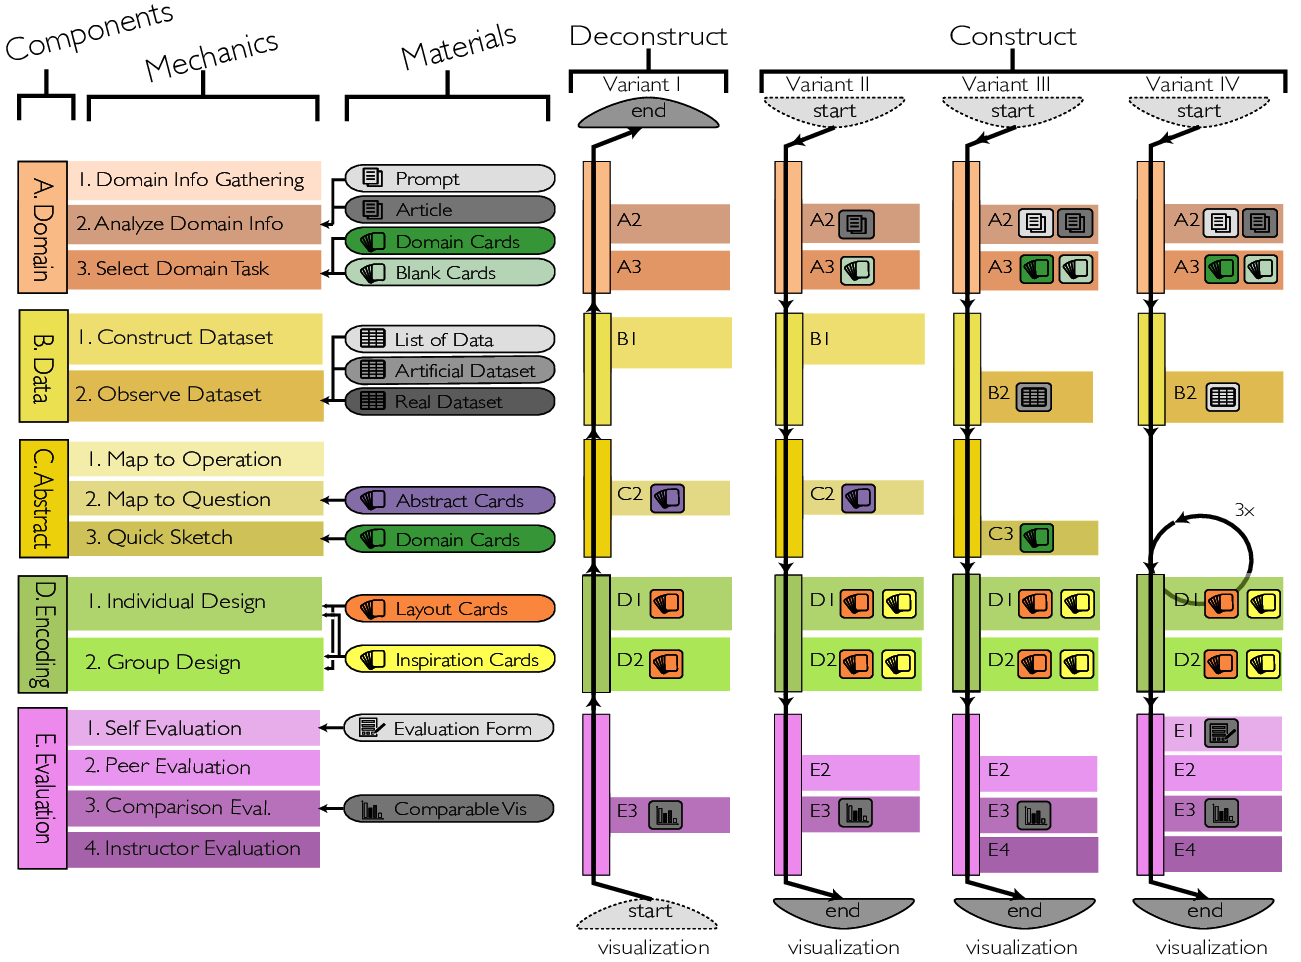 Components
Mechanics
Materials
Deconstruct
Construct
Variant I
Variant II
Variant III
Variant IV
end
start
start
start
A. Domain
1. Domain Info Gathering
2. Analyze Domain Info
3. Select Domain Task
Prompt
Article
Domain Cards
Blank Cards
A2
A2
A2
A2
A3
A3
A3
A3
B. Data
1. Construct Dataset
2. Observe Dataset
List of Data
Artificial Dataset
Real Dataset
B1
B1
B2
B2
C. Abstract
1. Map to Operation
2. Map to Question
3. Quick Sketch
Abstract Cards
Domain Cards
C2
C2
C3
3x
D. Encoding
1. Individual Design
2. Group Design
Layout Cards
Inspiration Cards
D1
D1
D1
D1
D2
D2
D2
D2
E. Evaluation
1. Self Evaluation
2. Peer Evaluation
3. Comparison Eval.
4. Instructor Evaluation
Evaluation Form
Comparable Vis
E1
E2
E2
E2
E3
E3
E3
E3
E4
E4
start
end
end
end
visualization
visualization
visualization
visualization